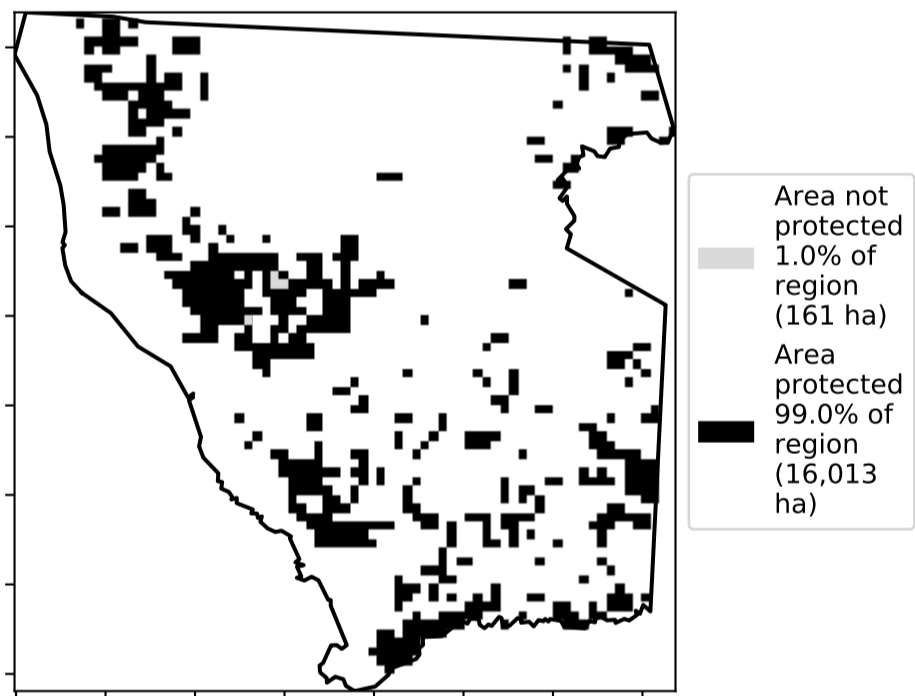 Area not
protected
1.0% of
region
(161 ha)
Area
protected
99.0% of
region
(16,013
ha)